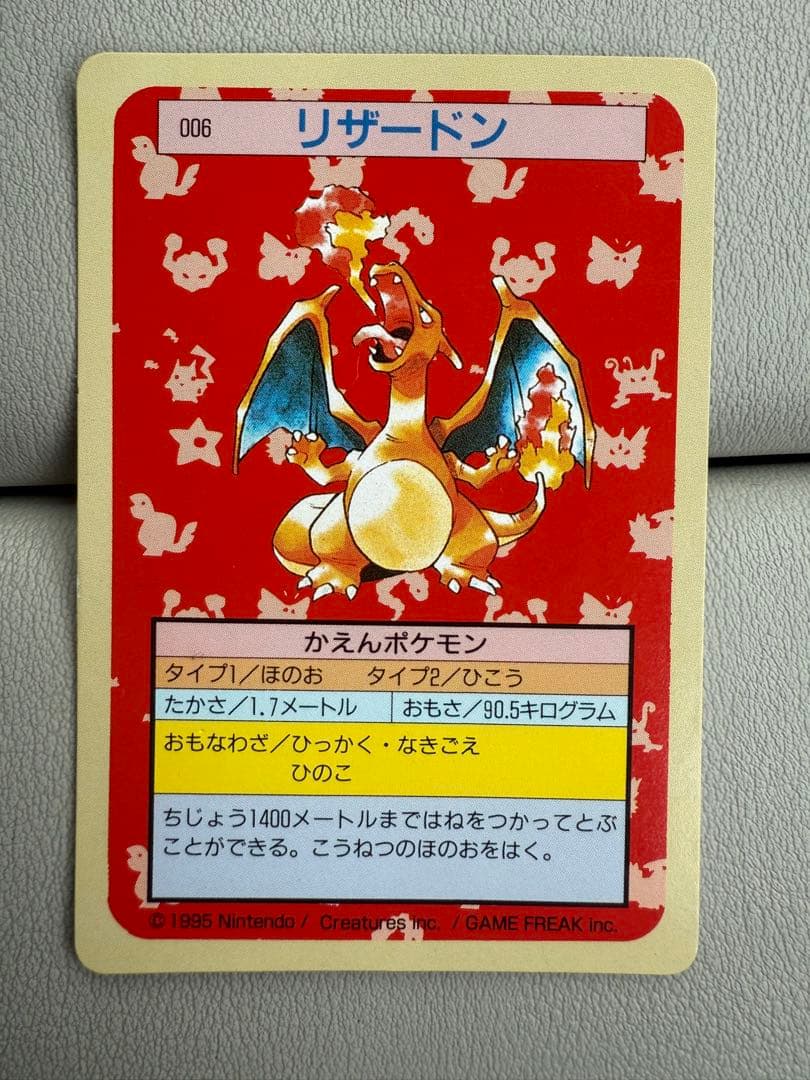 006 リザードン
かえんポケモン
タイプ1／ほのお タイプ2／ひこう
たかさ／1.7メートル おもさ／90.5キログラム
おもなわざ／ひっかく・なきごえ
ひのこ
ちじょう1400メートルまではねをつかってとぶ
ことができる。こうねつのほのおをはく。
© 1995 Nintendo / Creatures inc. / GAME FREAK inc.